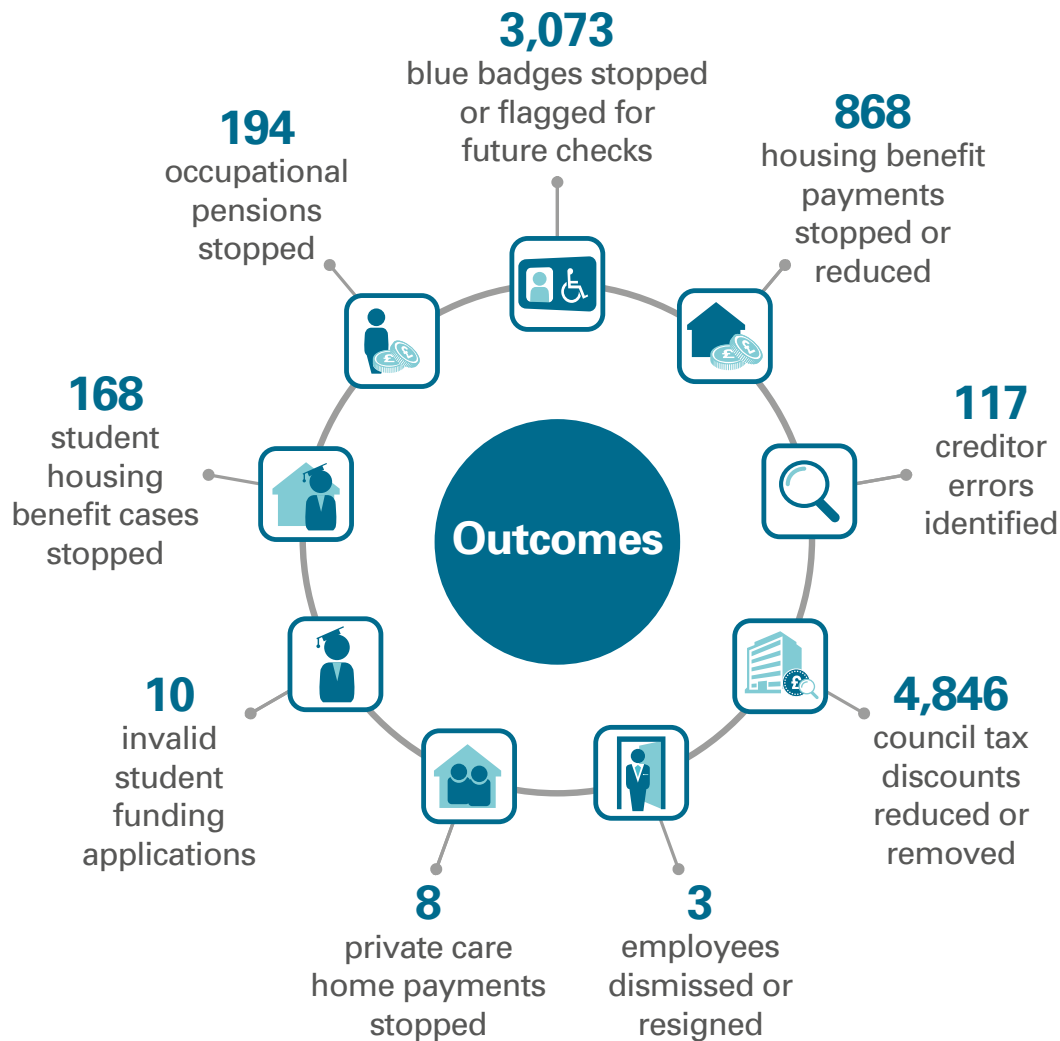 3,073
blue badges stopped
or flagged for
future checks
868
housing benefit
payments
stopped or
reduced
117
creditor
errors
identified
4,846
council tax
discounts
reduced or
removed
3
employees
dismissed or
resigned
8
private care
home payments
stopped
10
invalid
student
funding
applications
168
student
housing
benefit cases
stopped
194
occupational
pensions
stopped
Outcomes
£
£
£
£
£